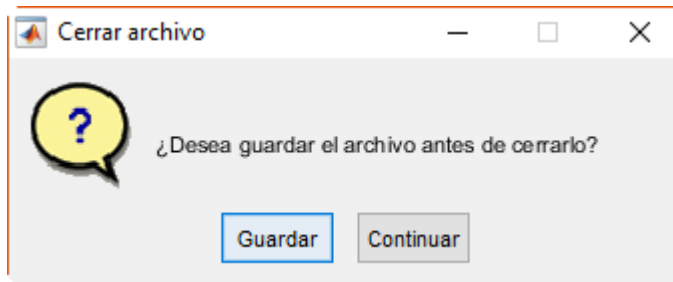 Cerrar archivo
?
¿Desea guardar el archivo antes de cerrarlo?
Guardar
Continuar